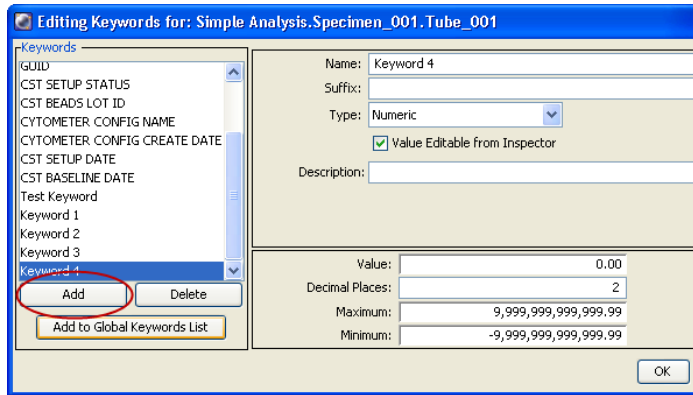 Editing Keywords for: Simple Analysis.Specimen_001.Tube_001
Keywords
GUID
CST SETUP STATUS
CST BEADS LOT ID
CYTOMETER CONFIG NAME
CYTOMETER CONFIG CREATE DATE
CST SETUP DATE
CST BASELINE DATE
Test Keyword
Keyword 1
Keyword 2
Keyword 3
Keyword 4
Add Delete
Add to Global Keywords List
Name: Keyword 4
Suffix:
Type: Numeric
Value Editable from Inspector
Description:
Value: 0.00
Decimal Places: 2
Maximum: 9,999,999,999,999.99
Minimum: -9,999,999,999,999.99
OK